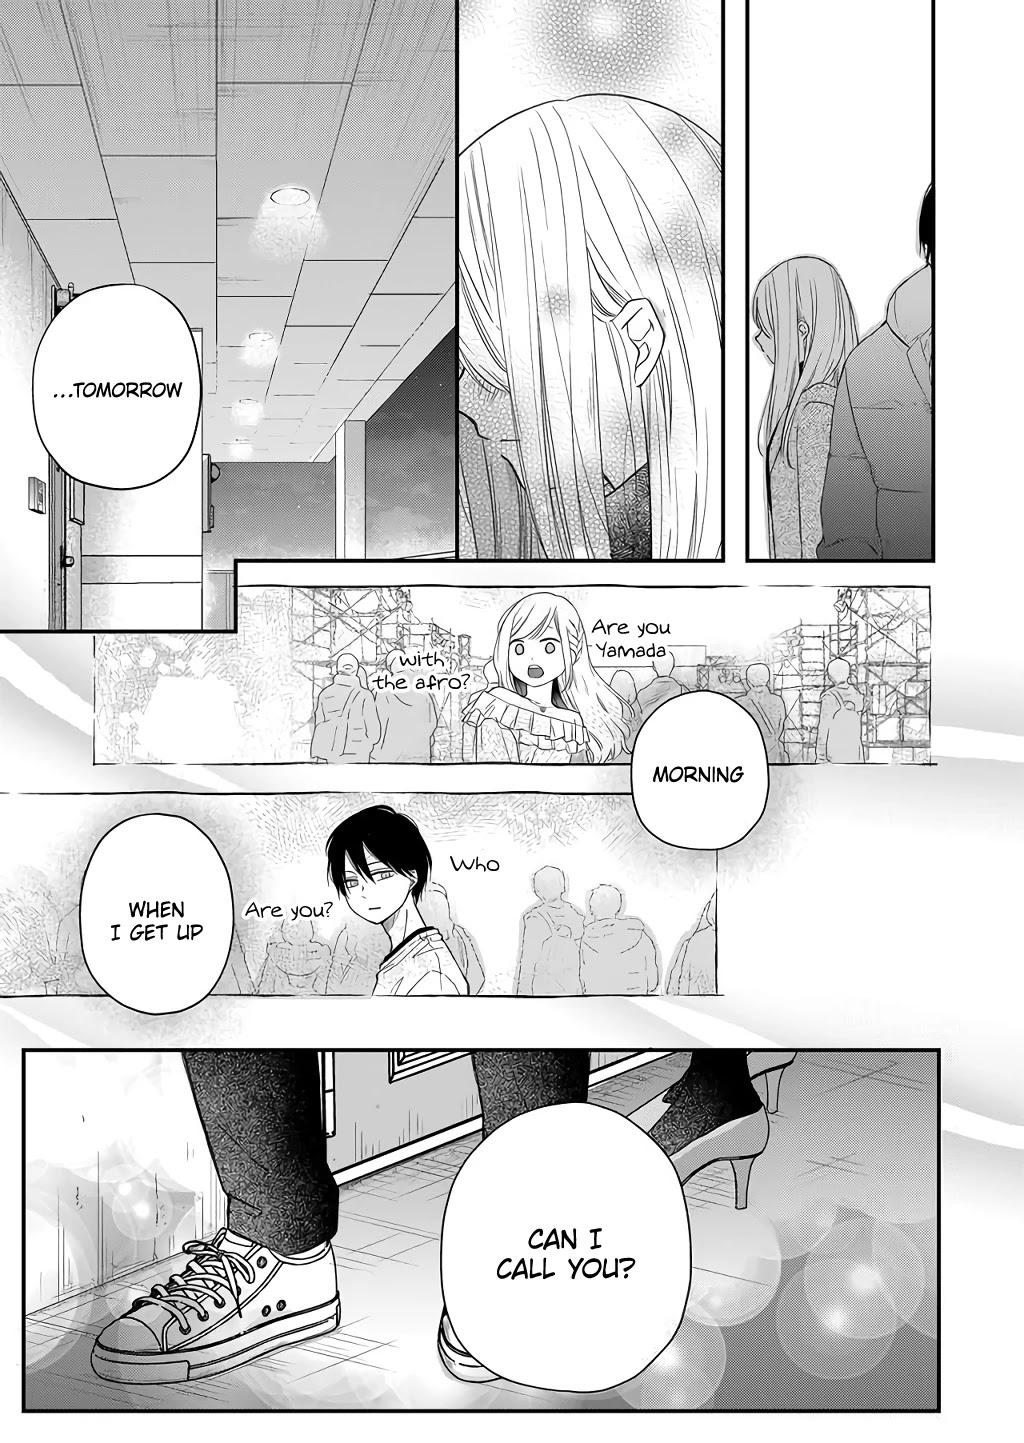 ...TOMORROW
Are you
Yamada
with
the afro?
MORNING
Who
Are you?
WHEN
I GET UP
CAN I
CALL YOU?